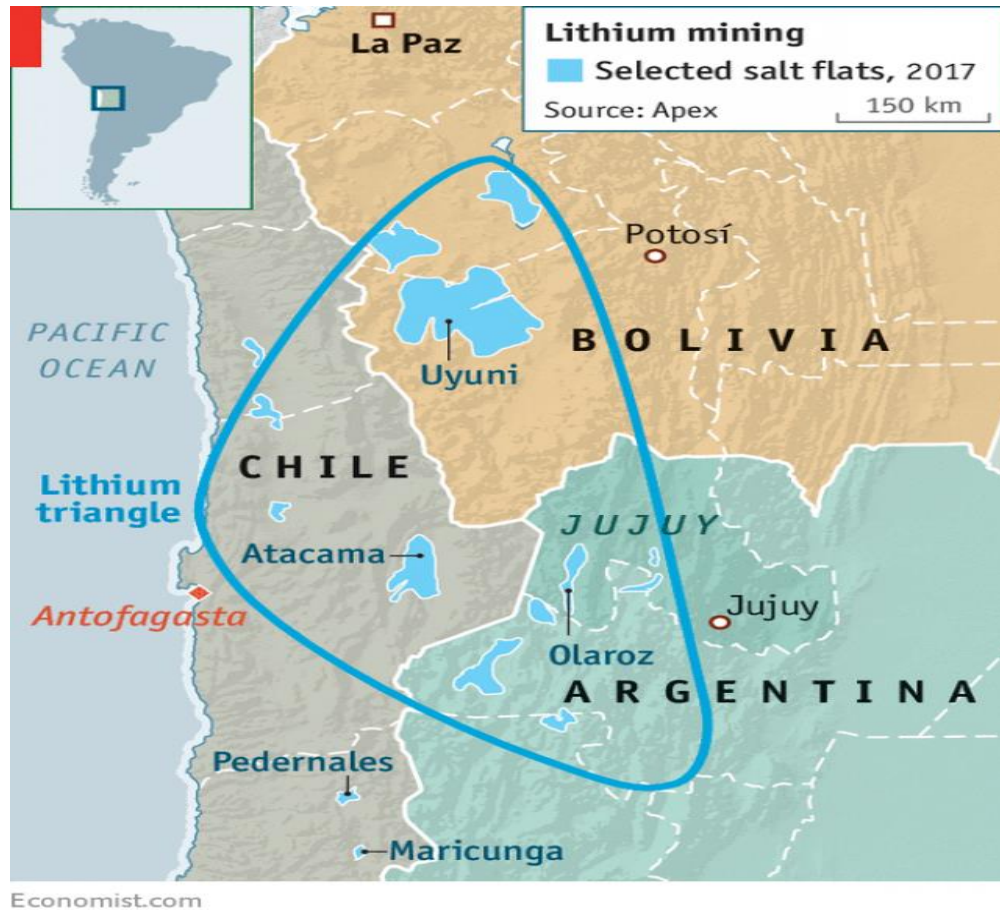 La Paz
Lithium mining
Selected salt flats, 2017
Source: Apex
150 km
Potosí
PACIFIC
OCEAN
BOLIVIA
Uyuni
CHILE
Lithium
triangle
JUJUY
Atacama
Antofagasta
Jujuy
Olaroz
ARGENTINA
Pedernales
Maricunga
Economist.com